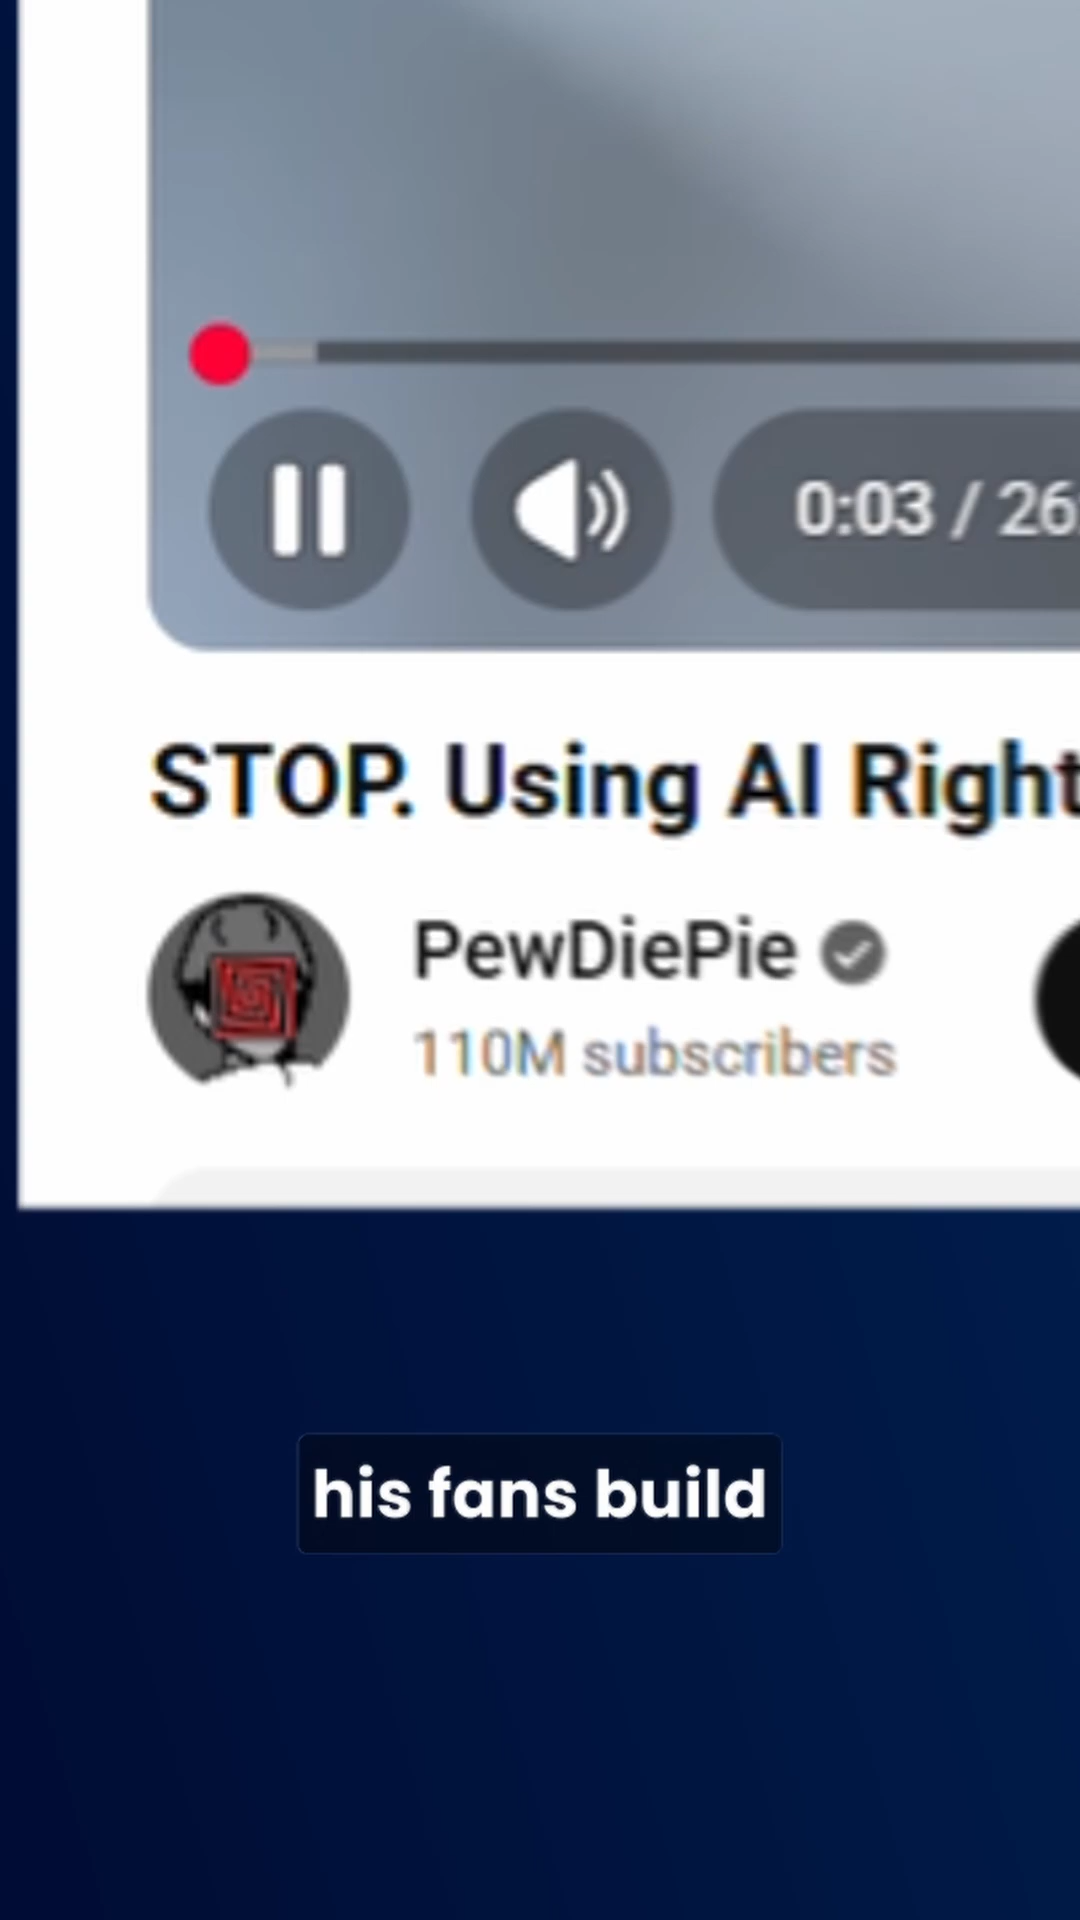 0:03 / 26
STOP. Using AI Right
PewDiePie
110M subscribers
his fans build